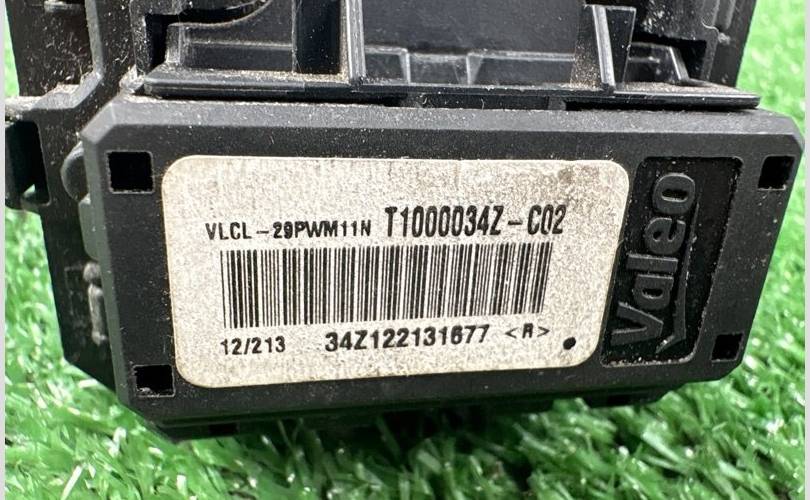 VLCL-29PWM11N T1000034Z-C02
12/213 34Z122131677 <R>
Valeo